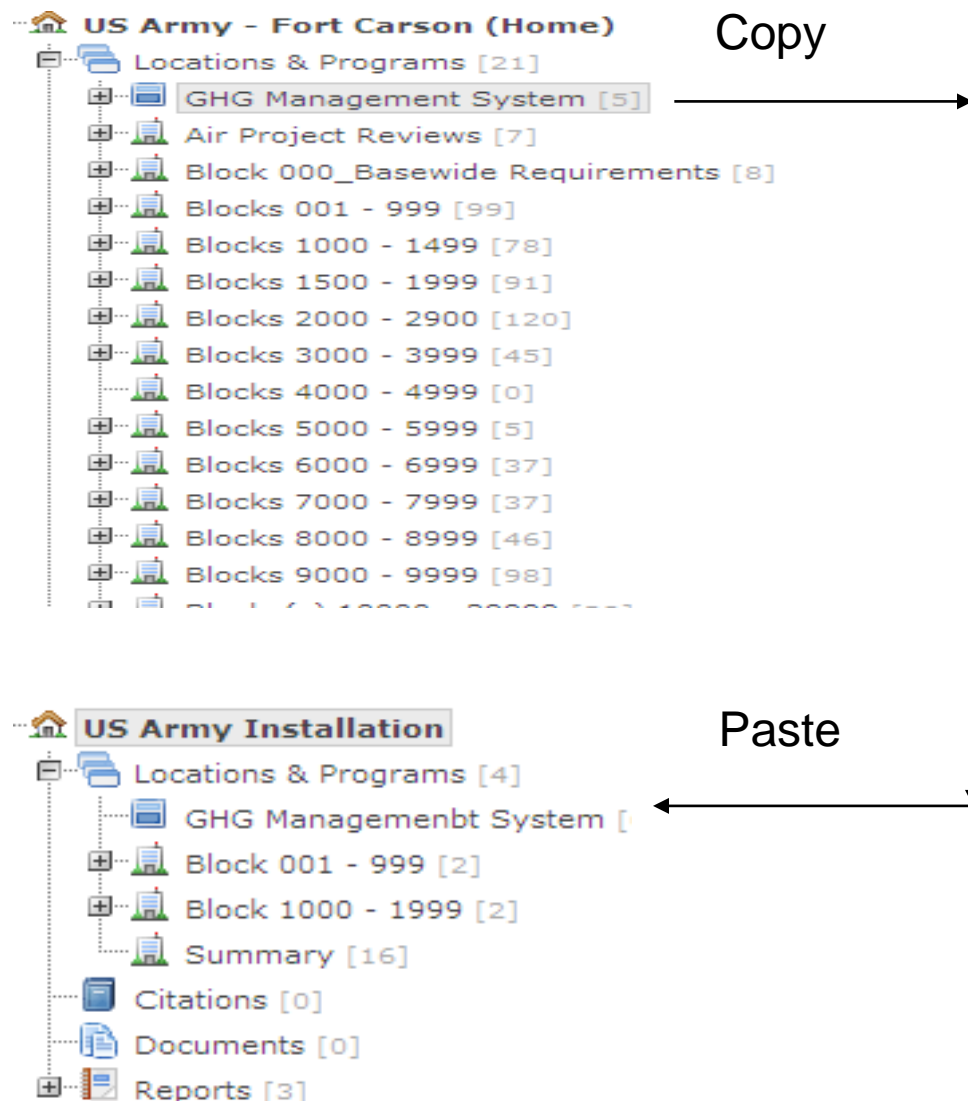 US Army - Fort Carson (Home)
Copy
Locations & Programs [21]
GHG Management System [5]
Air Project Reviews [7]
Block 000_Basewide Requirements [8]
Blocks 001 - 999 [99]
Blocks 1000 - 1499 [78]
Blocks 1500 - 1999 [91]
Blocks 2000 - 2900 [120]
Blocks 3000 - 3999 [45]
Blocks 4000 - 4999 [0]
Blocks 5000 - 5999 [5]
Blocks 6000 - 6999 [37]
Blocks 7000 - 7999 [37]
Blocks 8000 - 8999 [46]
Blocks 9000 - 9999 [98]
US Army Installation
Paste
Locations & Programs [4]
GHG Managemenbt System [
Block 001 - 999 [2]
Block 1000 - 1999 [2]
Summary [16]
Citations [0]
Documents [0]
Reports [3]